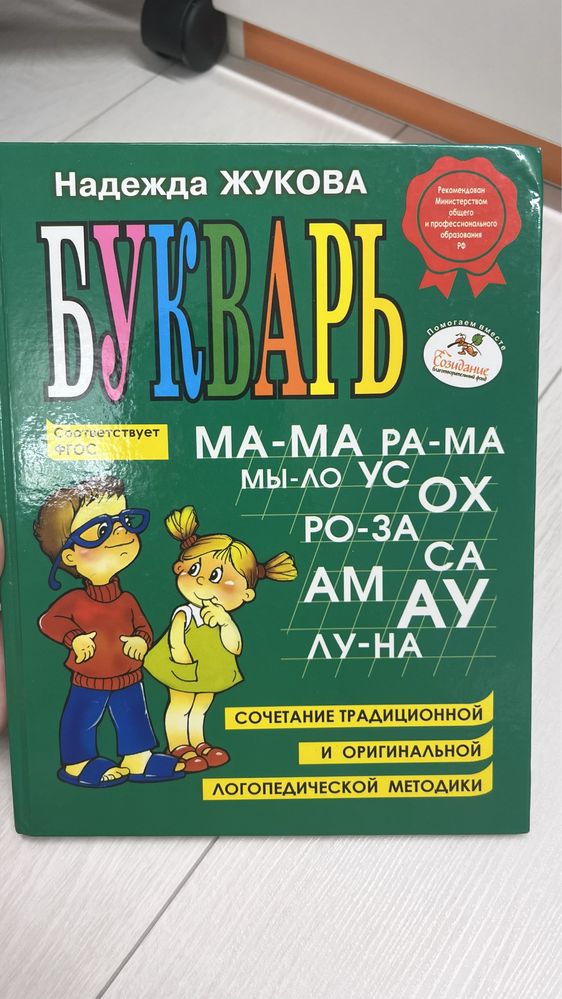 Надежда ЖУКОВА
БУКВАРЬ
Рекомендован
Министерством
общего
и профессионального
образования
РФ
Помогаем вместе
Созидание
благотворительный фонд
Соответствует
ФГОС
МА-МА РА-МА
МЫ-ЛО УС
ОХ
РО-ЗА
СА
АМ
АУ
ЛУ-НА
СОЧЕТАНИЕ ТРАДИЦИОННОЙ
И ОРИГИНАЛЬНОЙ
ЛОГОПЕДИЧЕСКОЙ МЕТОДИКИ